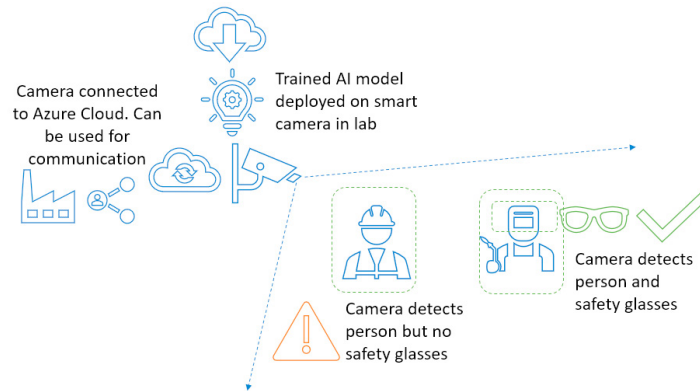 Trained AI model
deployed on smart
camera in lab
Camera connected
to Azure Cloud. Can
be used for
communication
Camera detects
person and
safety glasses
Camera detects
person but no
safety glasses